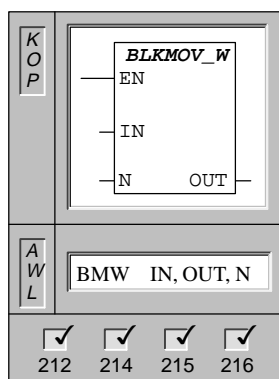 K
O
P
BLKMOV_W
EN
IN
N OUT
A
W
L
BMW IN, OUT, N
212 214 215 216